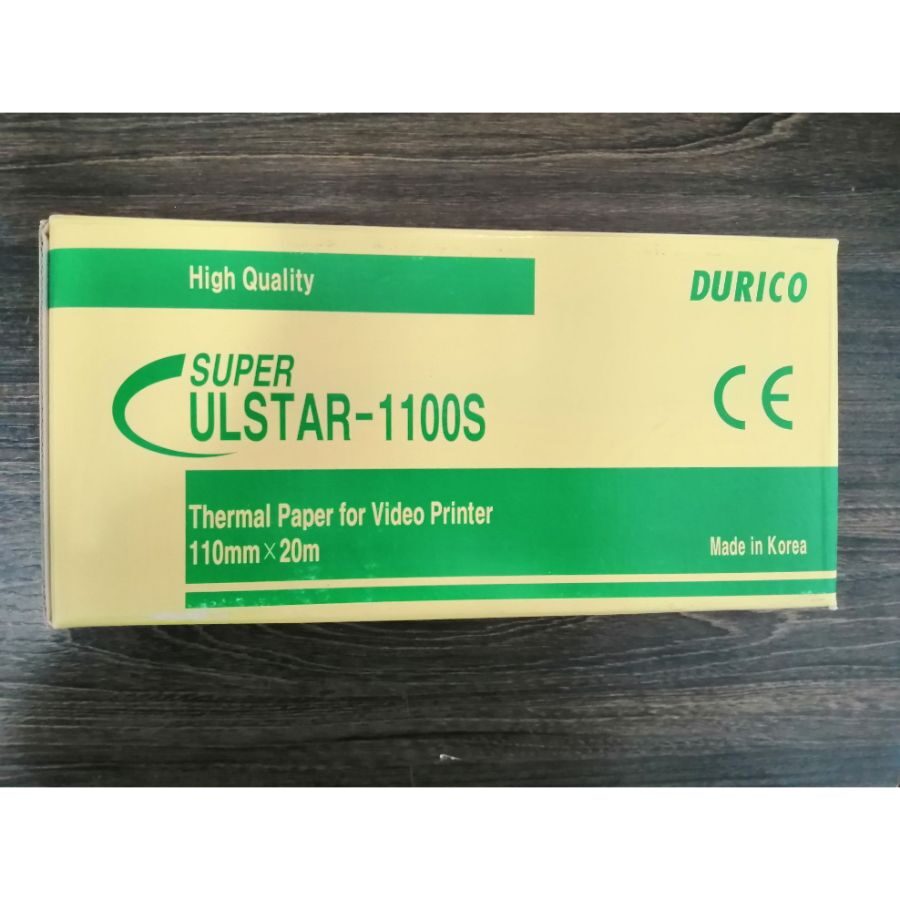 High Quality
DURICO
SUPER
ULSTAR-1100S
CE
Thermal Paper for Video Printer
110mm×20m
Made in Korea